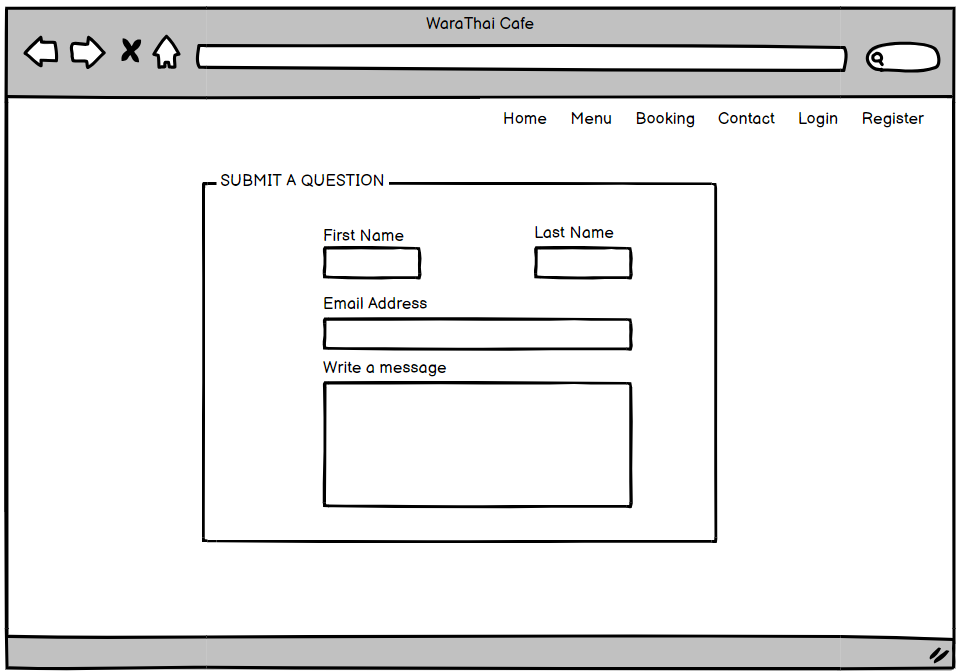 WaraThai Cafe
Home Menu Booking Contact Login Register
SUBMIT A QUESTION
First Name Last Name
Email Address
Write a message